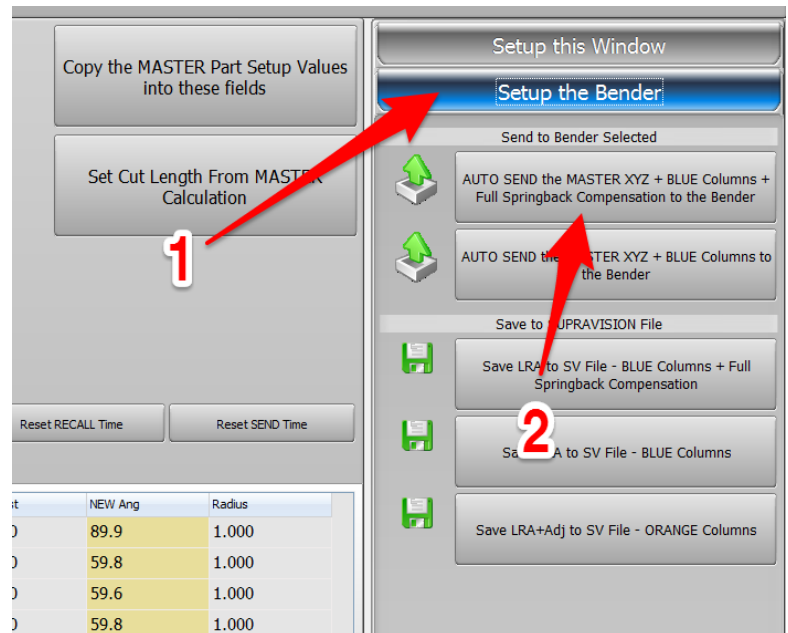 Copy the MASTER Part Setup Values
into these fields
Set Cut Length From MASTER
Calculation
1
Reset RECALL Time
Reset SEND Time
Setup this Window
Setup the Bender
Send to Bender Selected
AUTO SEND the MASTER XYZ + BLUE Columns +
Full Springback Compensation to the Bender
AUTO SEND the MASTER XYZ + BLUE Columns to
the Bender
Save to SUPRAVISION File
Save LRA to SV File - BLUE Columns + Full
Springback Compensation
2
Save LRA to SV File - BLUE Columns
Save LRA+Adj to SV File - ORANGE Columns
NEW Ang Radius
89.9 1.000
59.8 1.000
59.6 1.000
59.8 1.000